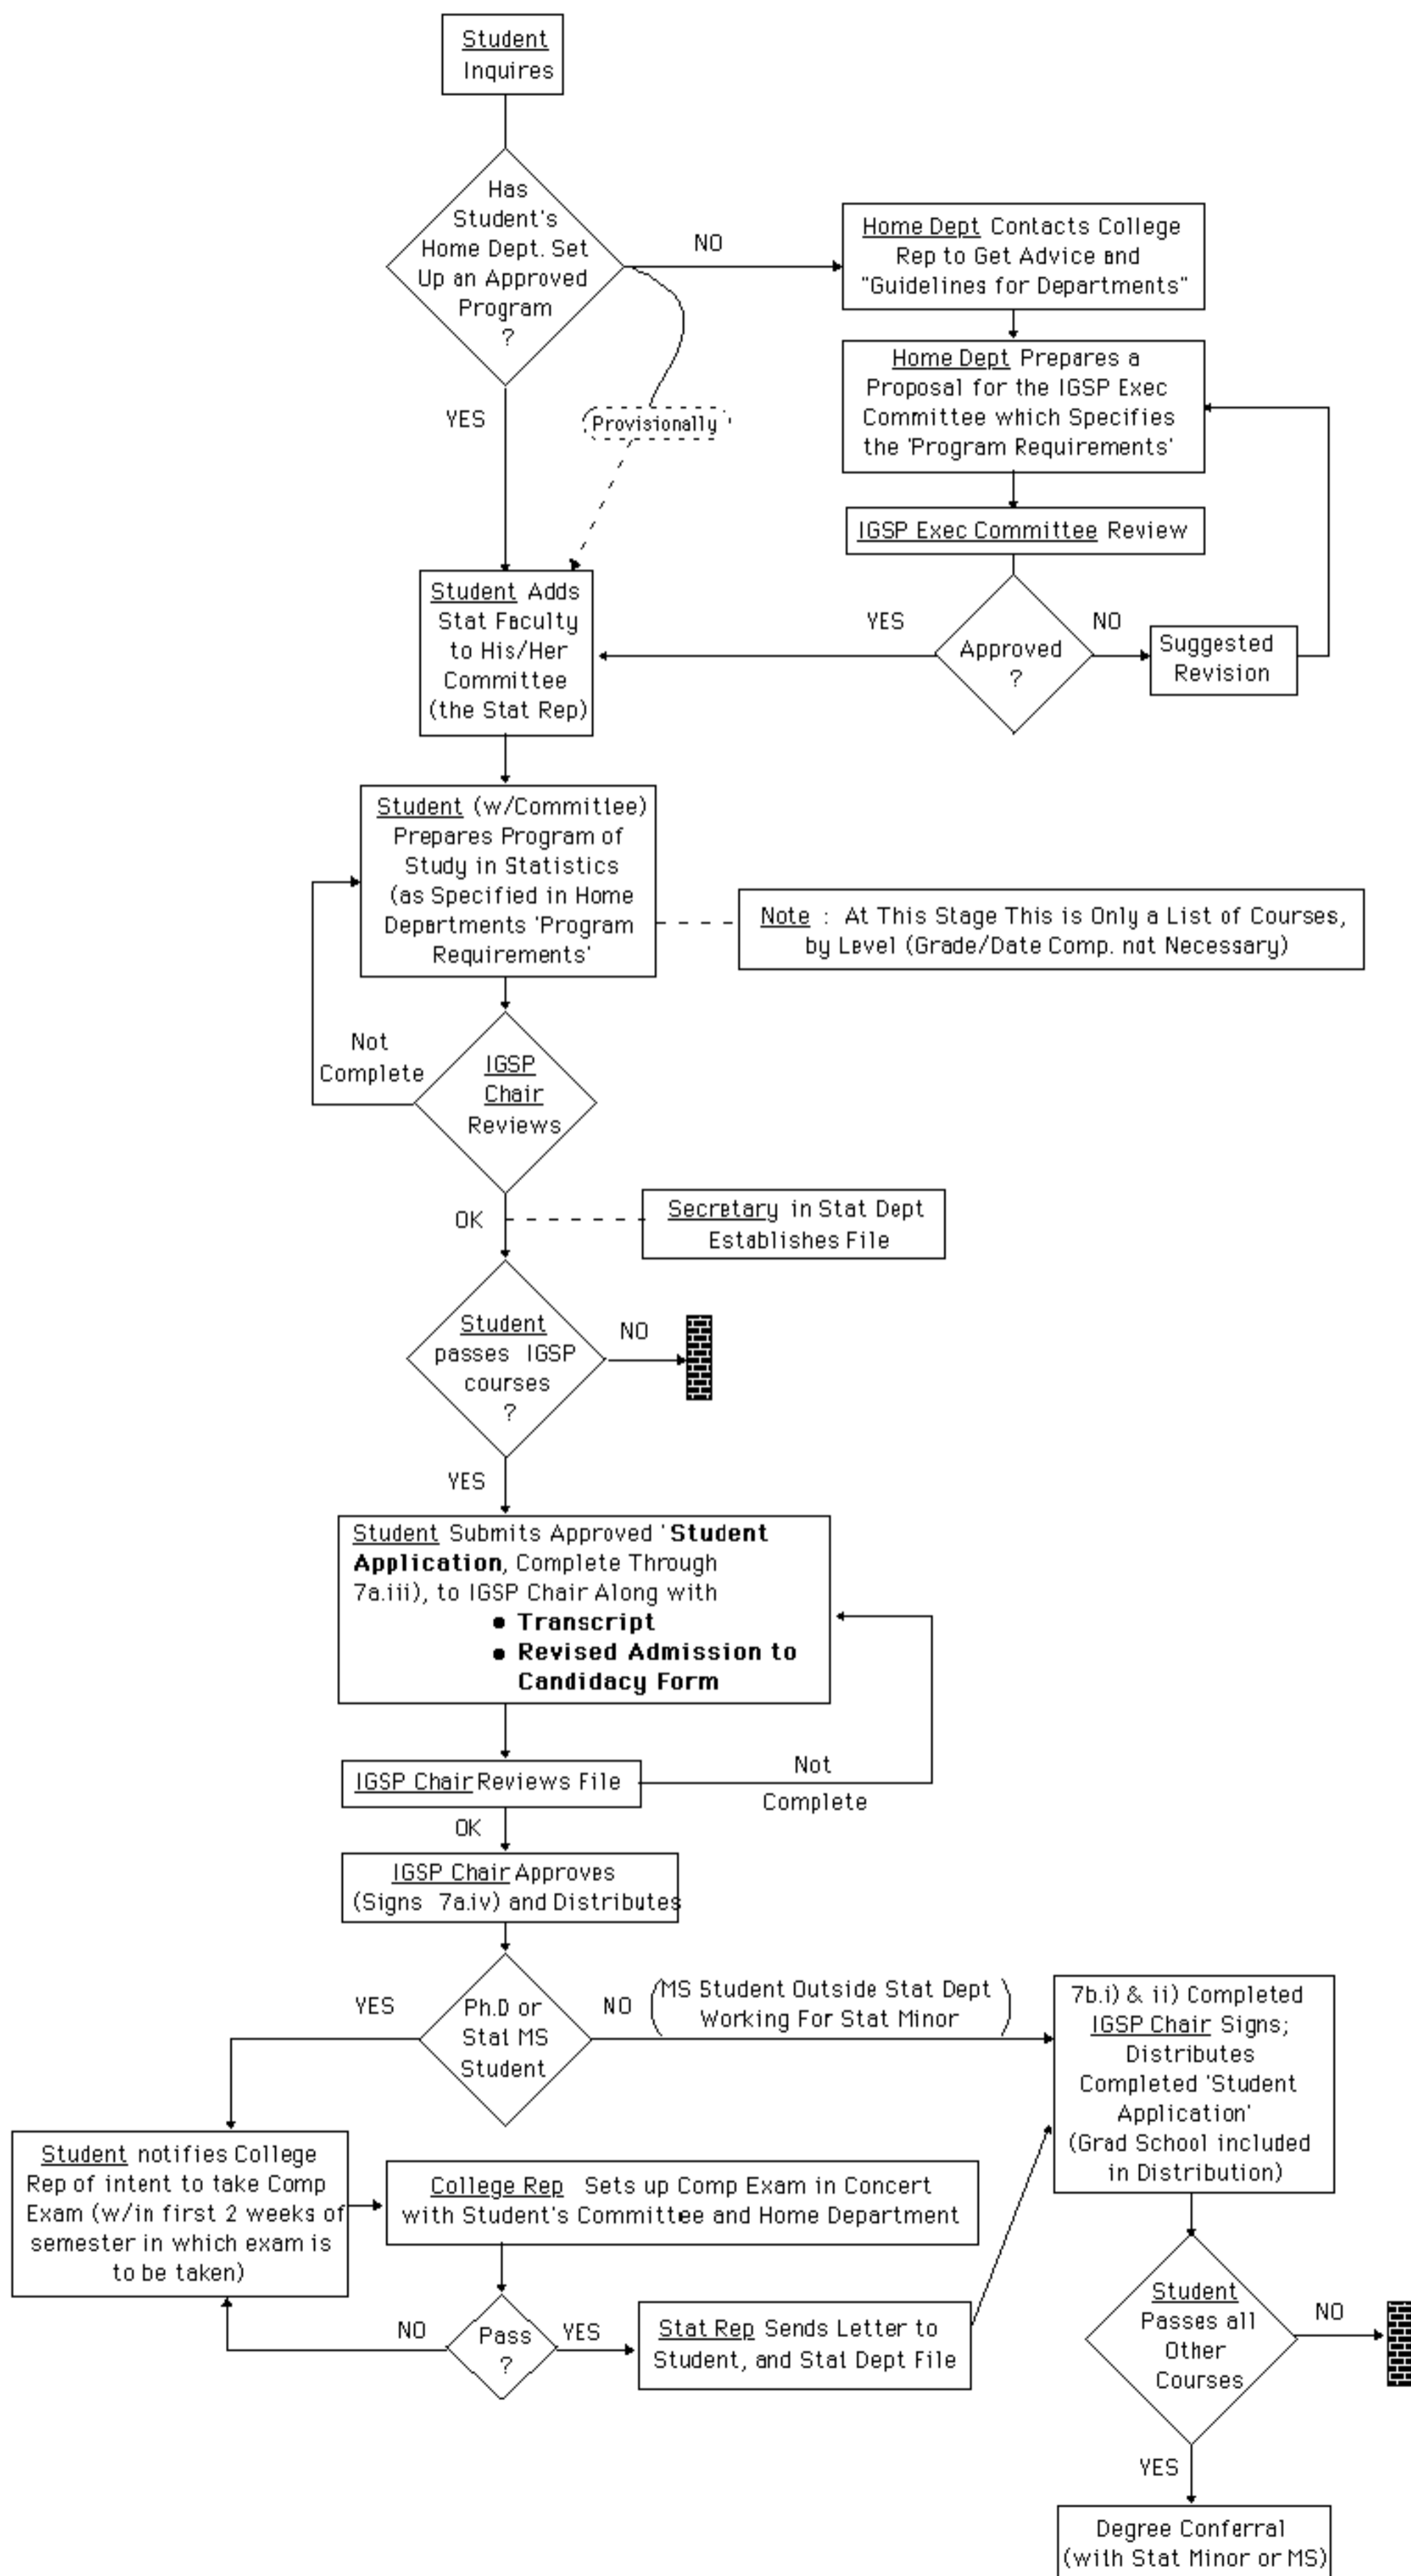 Student
Inquires
Has
Student's
Home Dept. Set
Up an Approved
Program
?
NO
YES
Provisionally
Home Dept Contacts College
Rep to Get Advice and
"Guidelines for Departments"
Home Dept Prepares a
Proposal for the IGSP Exec
Committee which Specifies
the 'Program Requirements'
IGSP Exec Committee Review
Approved
?
YES
NO
Suggested
Revision
Student Adds
Stat Faculty
to His/Her
Committee
(the Stat Rep)
Student (w/Committee)
Prepares Program of
Study in Statistics
(as Specified in Home
Departments 'Program
Requirements'
Note : At This Stage This is Only a List of Courses,
by Level (Grade/Date Comp. not Necessary)
Not
Complete
IGSP
Chair
Reviews
OK
Secretary in Stat Dept
Establishes File
Student
passes IGSP
courses
?
NO
YES
Student Submits Approved 'Student
Application, Complete Through
7a.iii), to IGSP Chair Along with
● Transcript
● Revised Admission to
Candidacy Form
IGSP Chair Reviews File
Not
Complete
OK
IGSP Chair Approves
(Signs 7a.iv) and Distributes
Ph.D or
Stat MS
Student
YES
NO
(MS Student Outside Stat Dept
Working For Stat Minor)
7b.i) & ii) Completed
IGSP Chair Signs;
Distributes
Completed 'Student
Application'
(Grad School included
in Distribution)
Student notifies College
Rep of intent to take Comp
Exam (w/in first 2 weeks of
semester in which exam is
to be taken)
College Rep Sets up Comp Exam in Concert
with Student's Committee and Home Department
Pass
?
NO
YES
Stat Rep Sends Letter to
Student, and Stat Dept File
Student
Passes all
Other
Courses
NO
YES
Degree Conferral
(with Stat Minor or MS)